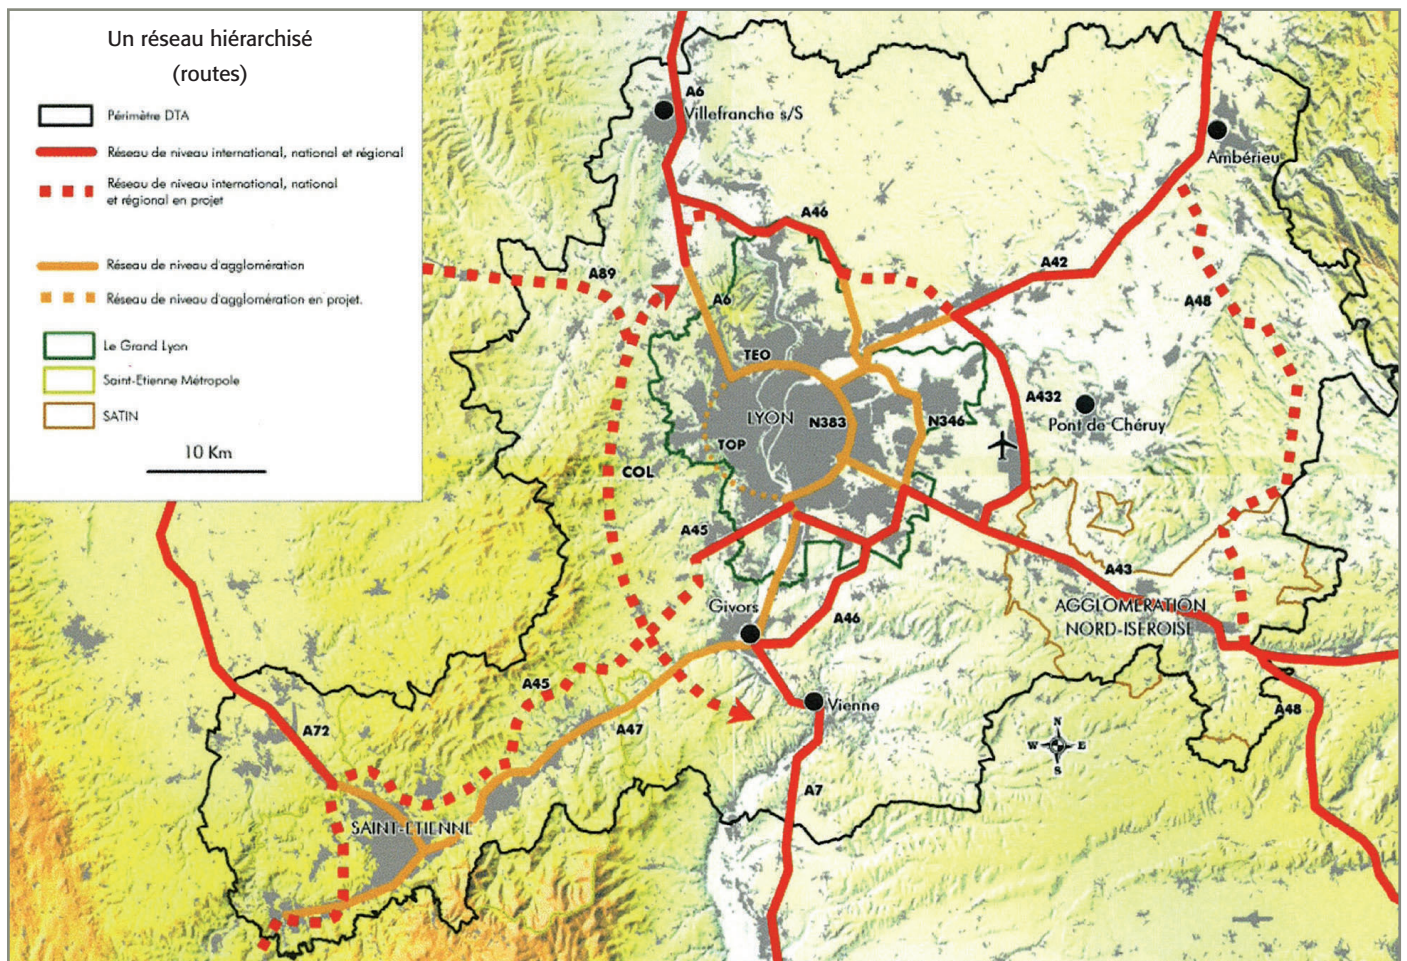 Un réseau hiérarchisé
(routes)
Périmètre DTA
Réseau de niveau international, national et régional
Réseau de niveau international, national
et régional en projet
Réseau de niveau d'agglomération
Réseau de niveau d'agglomération en projet.
Le Grand Lyon
Saint-Etienne Métropole
SATIN
10 Km
A6
Villefranche s/S
Ambérieu
A46
A42
A89
A6
A48
TEO
A432
LYON
N383
N346
Pont de Chéruy
TOP
COL
A45
A43
Givors
A46
AGGLOMERATION
NORD-ISEROISE
A45
Vienne
A47
A72
A48
N
W
E
S
A7
SAINT-ETIENNE